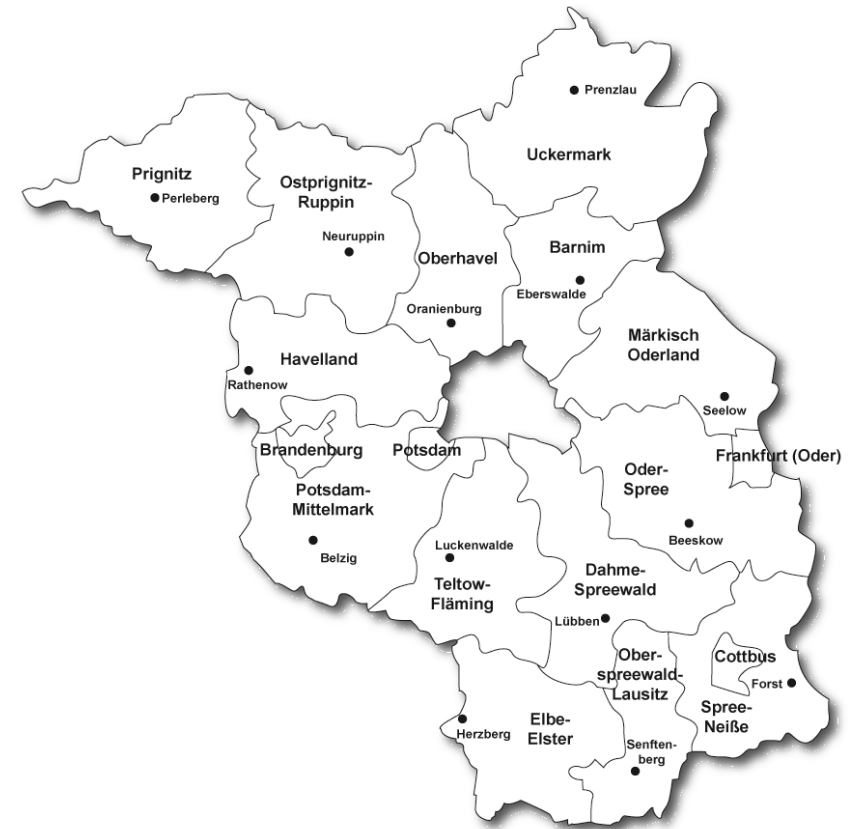 Prenzlau
Uckermark
Prignitz
Perleberg
Ostprignitz-
Ruppin
Neuruppin
Oberhavel
Oranienburg
Barnim
Eberswalde
Märkisch
Oderland
Seelow
Havelland
Rathenow
Brandenburg
Potsdam
Frankfurt (Oder)
Oder-
Spree
Beeskow
Potsdam-
Mittelmark
Belzig
Luckenwalde
Teltow-
Fläming
Dahme-
Spreewald
Lübben
Ober-
spreewald-
Lausitz
Cottbus
Forst
Spree-
Neiße
Elbe-
Elster
Herzberg
Senften-
berg